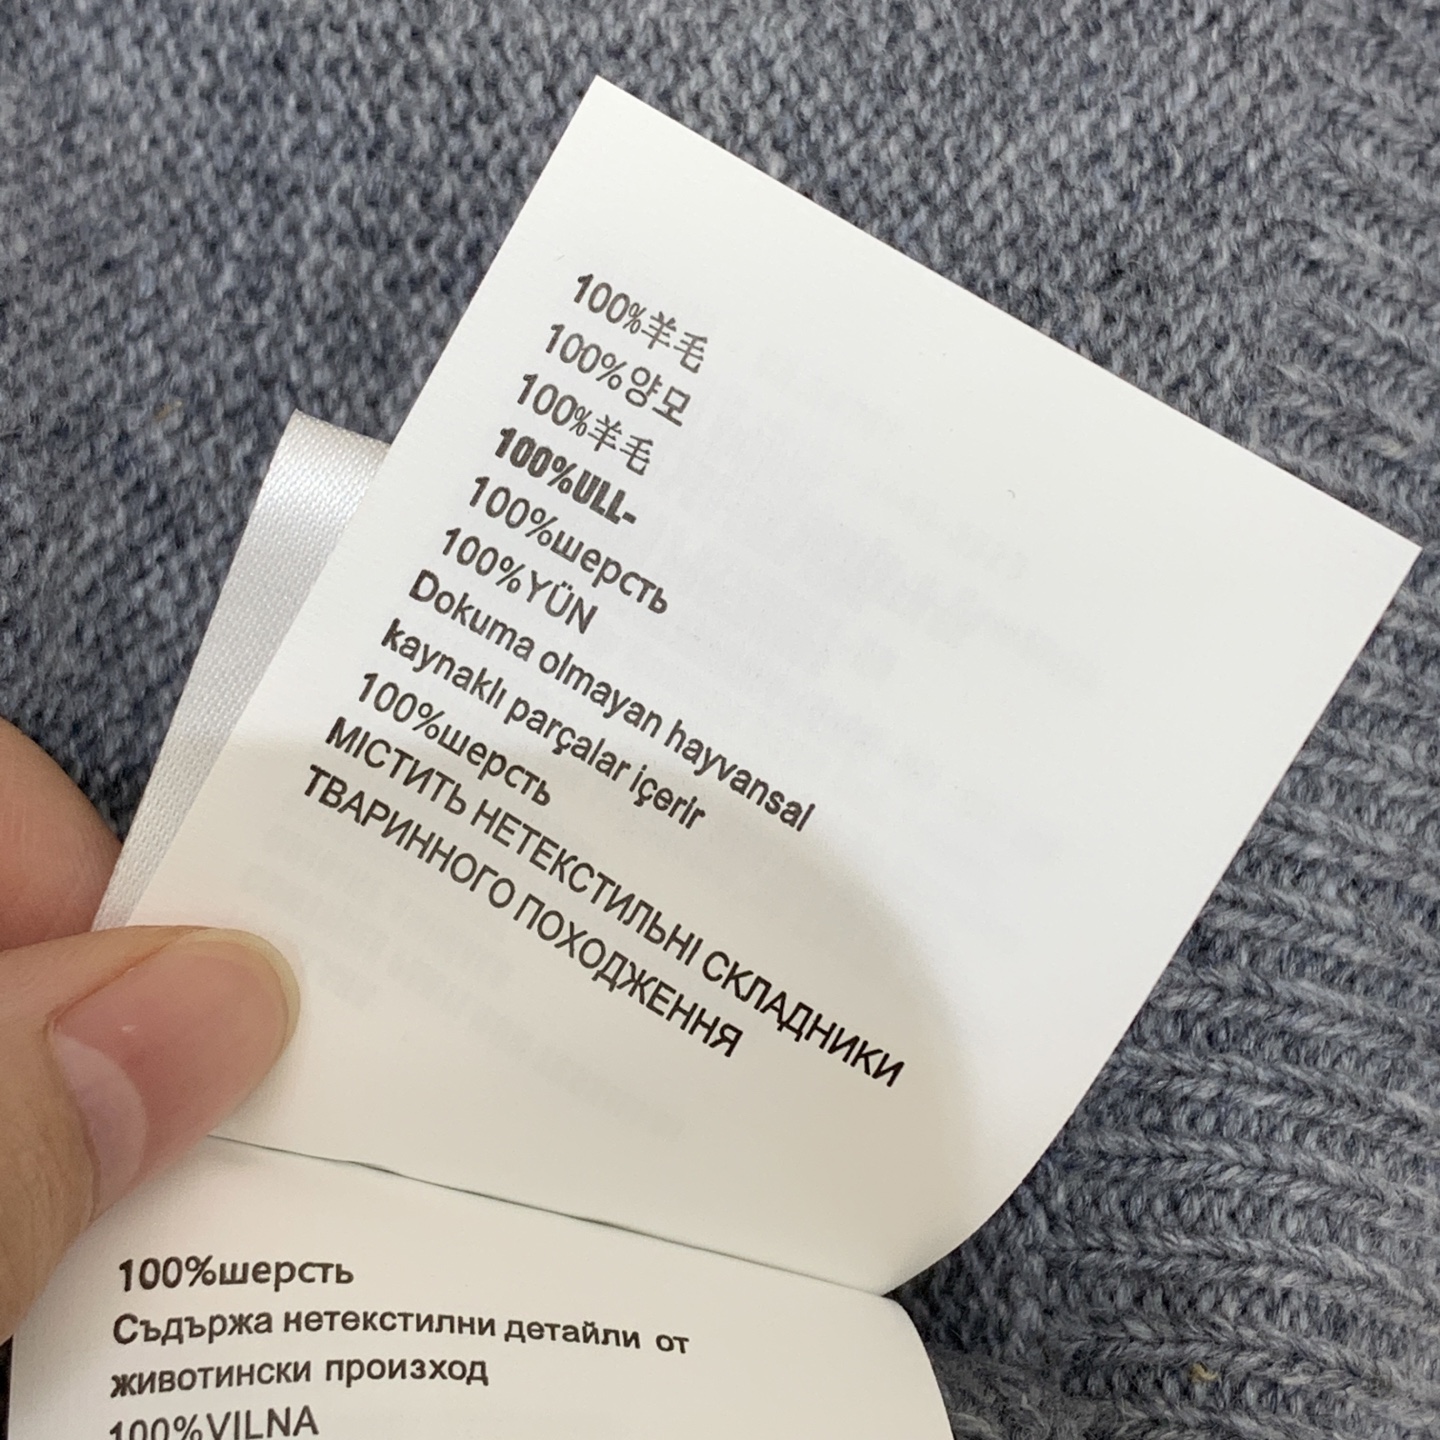 100%羊毛
100%양모
100%羊毛
100%ULL-
100%шерсть
100%YÜN
Dokuma olmayan hayvansal
kaynaklı parçalar içerir
100%шерсть
МІСТИТЬ НЕТЕКСТИЛЬНІ СКЛАДНИКИ
ТВАРИННОГО ПОХОДЖЕННЯ
100%шерсть
Съдържа нетекстилни детайли от
животински произход
100%VILNA